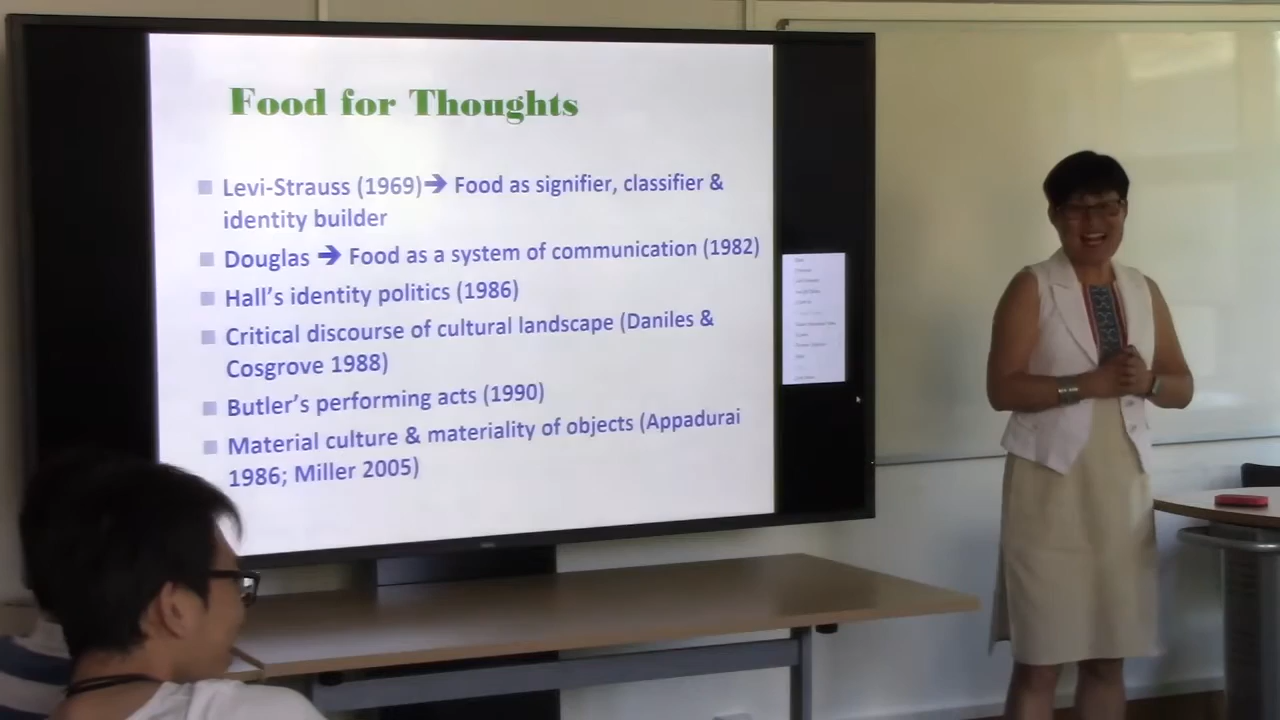 Food for Thoughts
Levi-Strauss (1969)➔ Food as signifier, classifier &
identity builder
Douglas ➔ Food as a system of communication (1982)
Hall's identity politics (1986)
Critical discourse of cultural landscape (Daniles &
Cosgrove 1988)
Butler's performing acts (1990)
Material culture & materiality of objects (Appadurai
1986; Miller 2005)